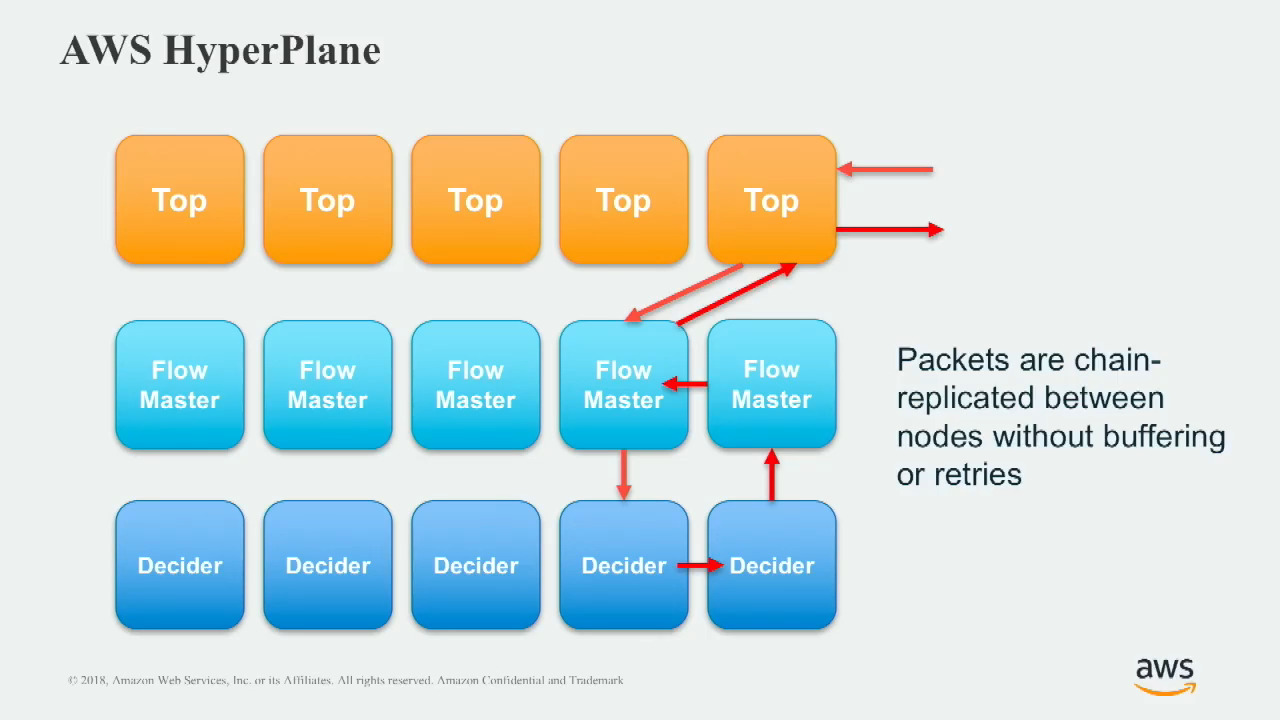 AWS HyperPlane
Top
Top
Top
Top
Top
Flow
Master
Flow
Master
Flow
Master
Flow
Master
Flow
Master
Packets are chain-
replicated between
nodes without buffering
or retries
Decider
Decider
Decider
Decider
Decider
© 2018, Amazon Web Services, Inc. or its Affiliates. All rights reserved. Amazon Confidential and Trademark
aws